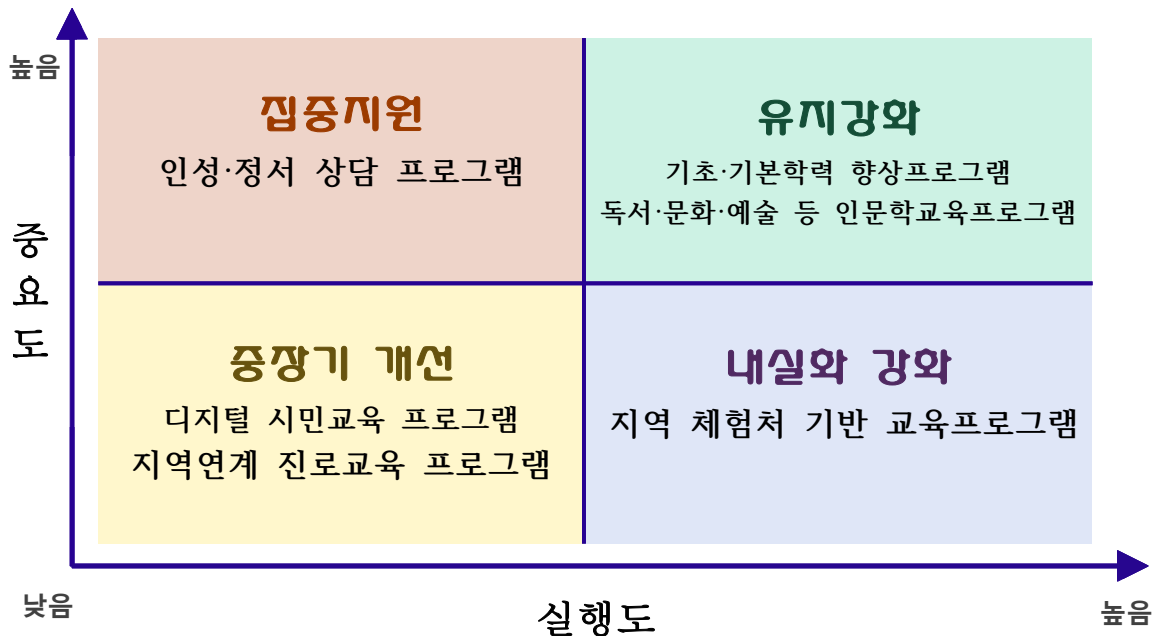 높음
집중지원
인성·정서 상담 프로그램
유지강화
기초·기본학력 향상프로그램
독서·문화·예술 등 인문학교육프로그램
중요도
중장기 개선
디지털 시민교육 프로그램
지역연계 진로교육 프로그램
내실화 강화
지역 체험처 기반 교육프로그램
낮음
실행도
높음